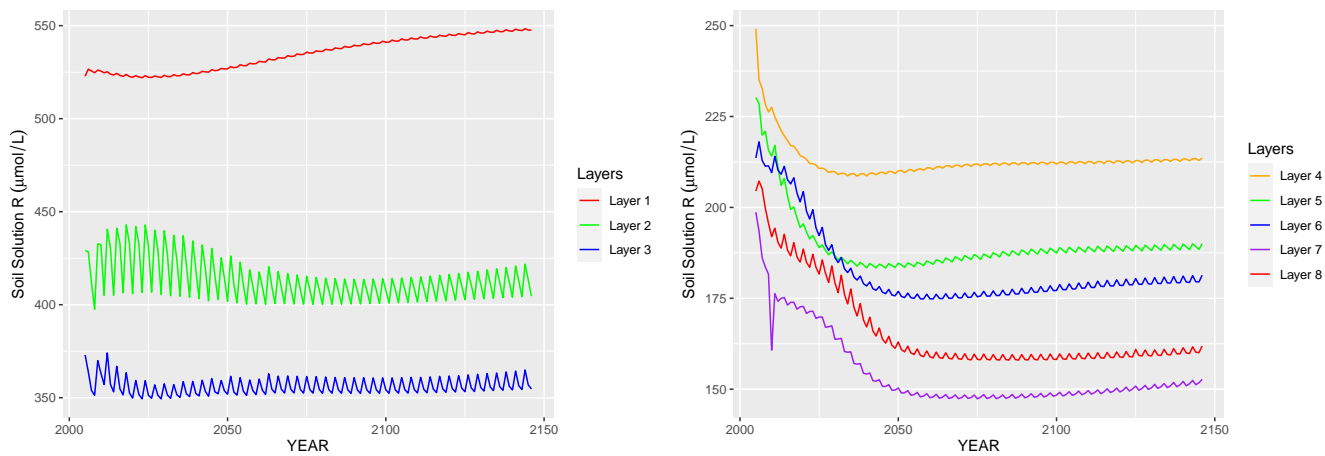 550
500
450
400
350
Soil Solution R (µmol/L)
2000
2050
2100
2150
YEAR
Layers
Layer 1
Layer 2
Layer 3
250
225
200
175
150
Soil Solution R (µmol/L)
2000
2050
2100
2150
YEAR
Layers
Layer 4
Layer 5
Layer 6
Layer 7
Layer 8